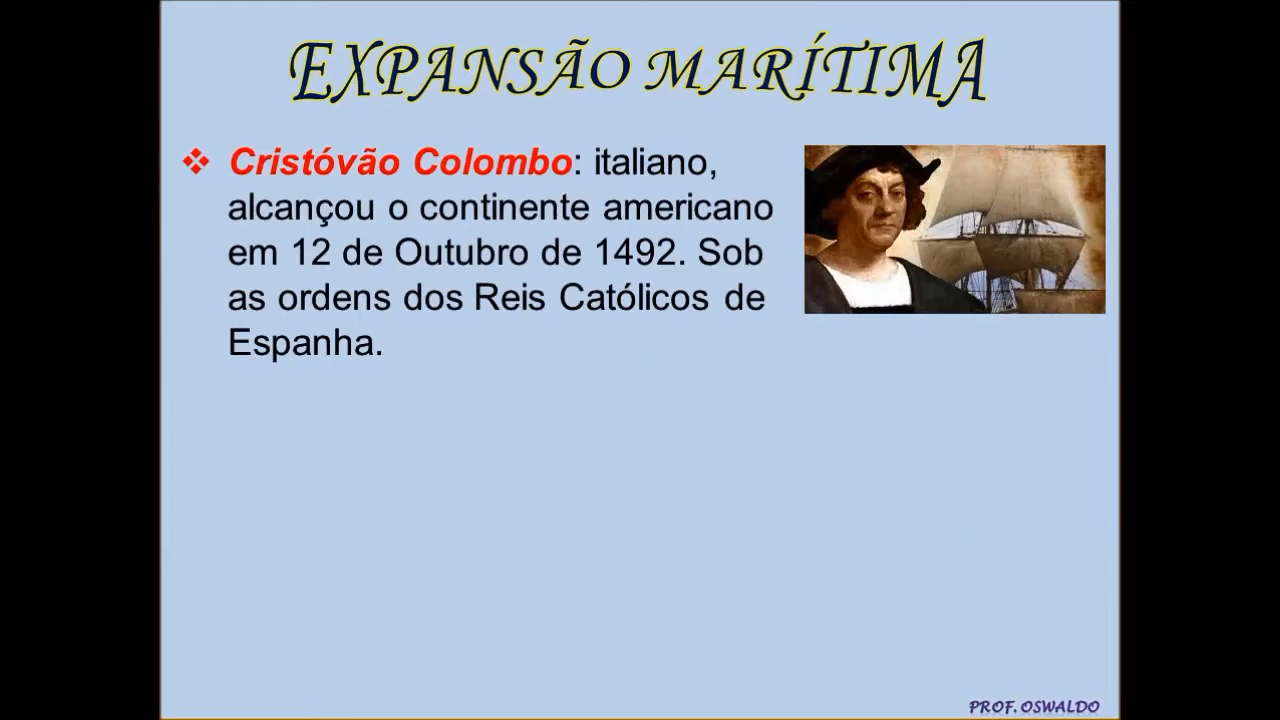 EXPANSÃO MARÍTIMA
❖ Cristóvão Colombo: italiano,
alcançou o continente americano
em 12 de Outubro de 1492. Sob
as ordens dos Reis Católicos de
Espanha.
PROF. OSWALDO